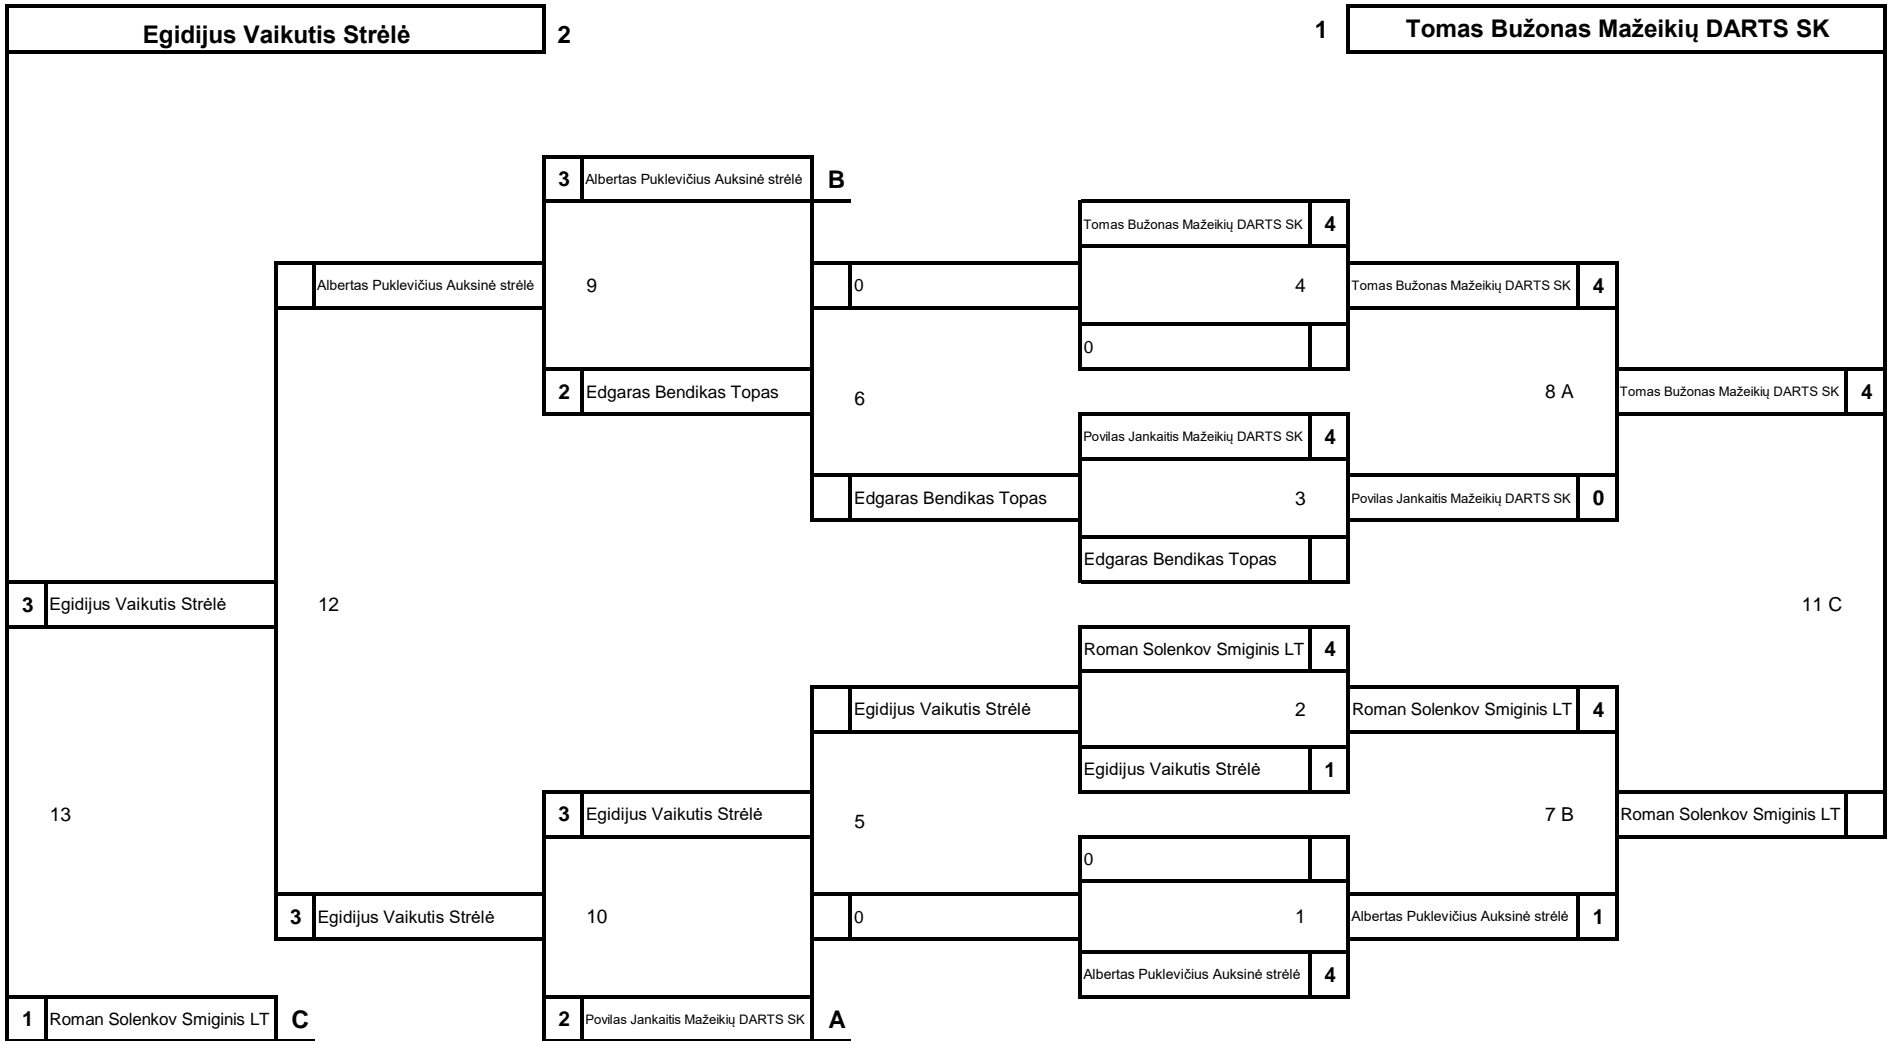 Egidijus Vaikutis Strėlė 2 1 Tomas Bužonas Mažeikių DARTS SK
3 Albertas Puklevičius Auksinė strėlė B
Tomas Bužonas Mažeikių DARTS SK 4
Albertas Puklevičius Auksinė strėlė 9 0 4 Tomas Bužonas Mažeikių DARTS SK 4
0
2 Edgaras Bendikas Topas 6 8 A Tomas Bužonas Mažeikių DARTS SK 4
Povilas Jankaitis Mažeikių DARTS SK 4
Edgaras Bendikas Topas 3 Povilas Jankaitis Mažeikių DARTS SK 0
Edgaras Bendikas Topas
3 Egidijus Vaikutis Strėlė 12 11 C
Roman Solenkov Smiginis LT 4
Egidijus Vaikutis Strėlė 2 Roman Solenkov Smiginis LT 4
Egidijus Vaikutis Strėlė 1
13 3 Egidijus Vaikutis Strėlė 5 7 B Roman Solenkov Smiginis LT
0
3 Egidijus Vaikutis Strėlė 10 0 1 Albertas Puklevičius Auksinė strėlė 1
Albertas Puklevičius Auksinė strėlė 4
1 Roman Solenkov Smiginis LT C 2 Povilas Jankaitis Mažeikių DARTS SK A